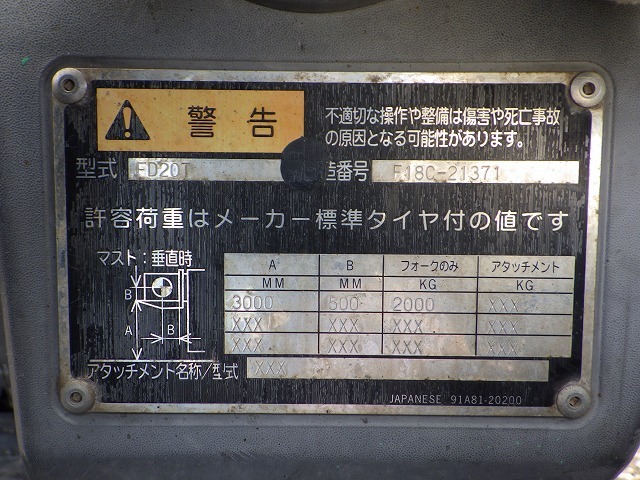 警告
不適切な操作や整備は傷害や死亡事故
の原因となる可能性があります。
型式 FD20T 造番号 F18C-21371
許容荷重はメーカー標準タイヤ付の値です
マスト:垂直時
A B フォークのみ アタッチメント
MM MM KG KG
3000 500 2000 XXX
XXX XXX XXX XXX
XXX XXX XXX XXX
B
A B
アタッチメント名称/型式 XXX
JAPANESE 91A81-20200